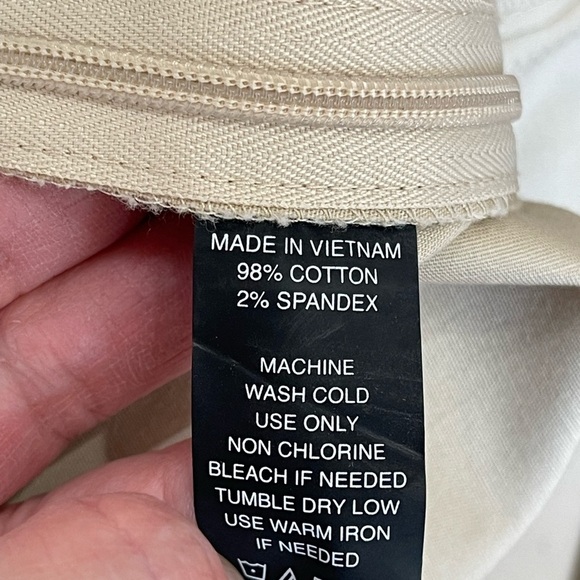 MADE IN VIETNAM
98% COTTON
2% SPANDEX
MACHINE
WASH COLD
USE ONLY
NON CHLORINE
BLEACH IF NEEDED
TUMBLE DRY LOW
USE WARM IRON
IF NEEDED